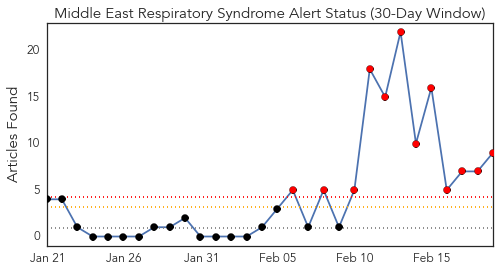 Middle East Respiratory Syndrome Alert Status (30-Day Window)
Articles Found
20
15
10
5
0
Jan 21 Jan 26 Jan 31 Feb 05 Feb 10 Feb 15